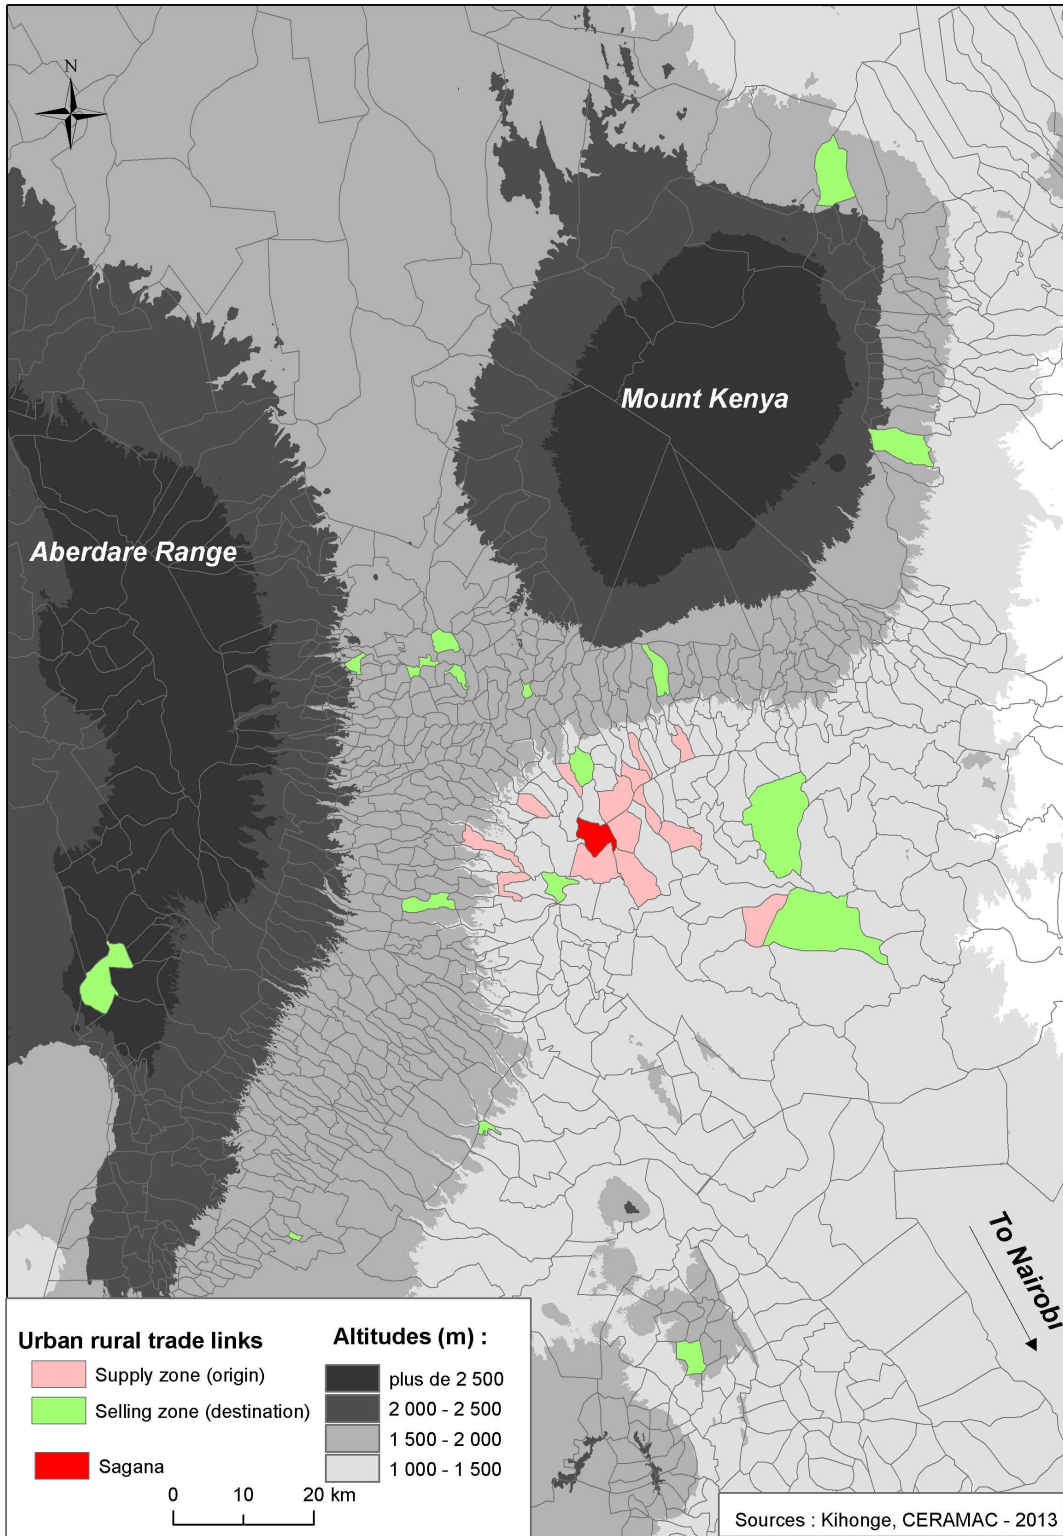 N
Mount Kenya
Aberdare Range
To Nairobi
Urban rural trade links
Supply zone (origin)
Selling zone (destination)
Sagana
0 10 20 km
Altitudes (m) :
plus de 2 500
2 000 - 2 500
1 500 - 2 000
1 000 - 1 500
Sources : Kihonge, CERAMAC - 2013